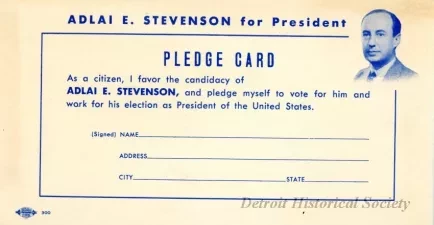 ADLAI E. STEVENSON for President
PLEDGE CARD
As a citizen, I favor the candidacy of
ADLAI E. STEVENSON, and pledge myself to vote for him and
work for his election as President of the United States.
(Signed) NAME
ADDRESS
CITY STATE
Detroit Historical Society